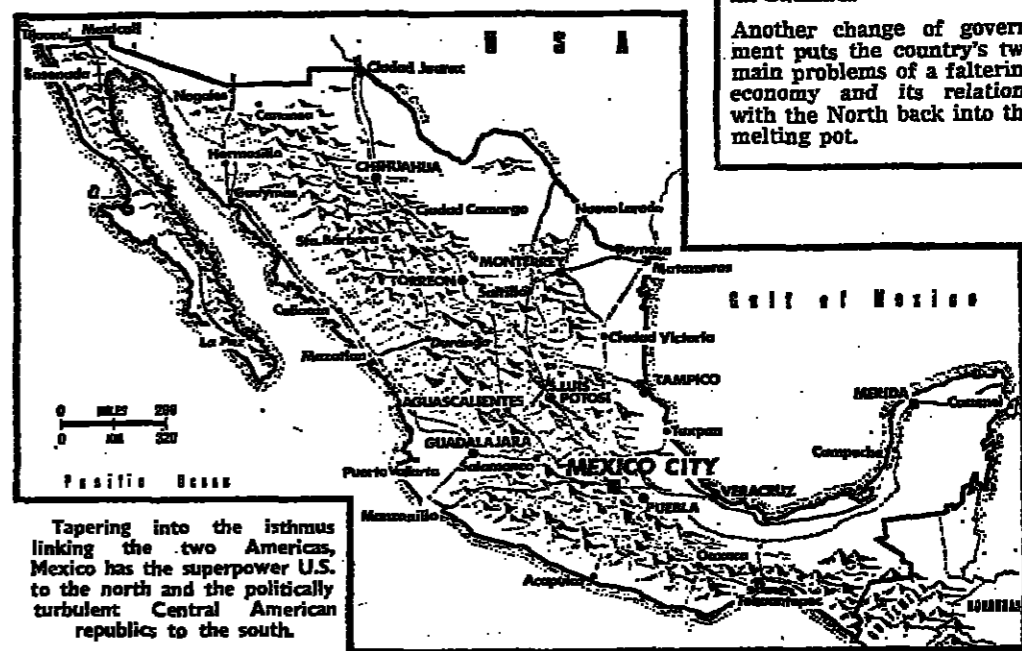 Another change of govern-
ment puts the country's tw
main problems of a falterin
economy and its relation
with the North back into th
melting pot.
U S A
Tijuana Mexicali
Ensenada
Nogales
Ciudad Juarez
Cananea
Hermosillo
CHIHUAHUA
Guaymas
Ciudad Camargo
Nuevo Laredo
Sta. Barbara
Reynosa
MONTERREY
Matamoros
TORREON
Saltillo
Gulf of Mexico
Culiacan
Ciudad Victoria
La Paz
Durango
Mazatlan
TAMPICO
LUIS
POTOSI
MERIDA
AGUASCALIENTES
0 MILES 200
0 KM. 320
Tuxpan
GUADALAJARA
Campeche
Salamanca
MEXICO CITY
Puerto Vallarta
Pacific Ocean
VERACRUZ
PUEBLA
Manzanillo
Oaxaca
Acapulco
HONDURAS
Tapering into the isthmus
linking the two Americas,
Mexico has the superpower U.S.
to the north and the politically
turbulent Central American
republics to the south.